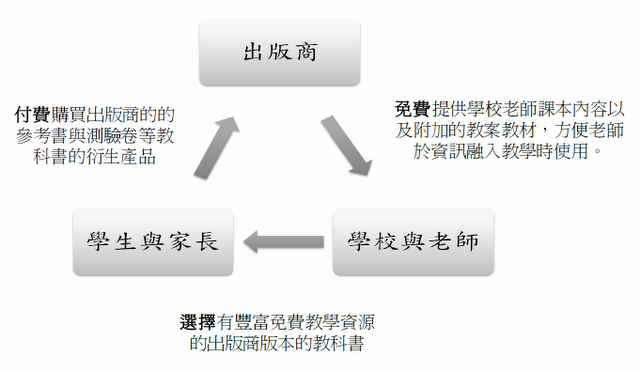 出版商
付費購買出版商的的
參考書與測驗卷等教
科書的衍生產品
免費提供學校老師課本內容以
及附加的教案教材，方便老師
於資訊融入教學時使用。
學生與家長
學校與老師
選擇有豐富免費教學資源
的出版商版本的教科書